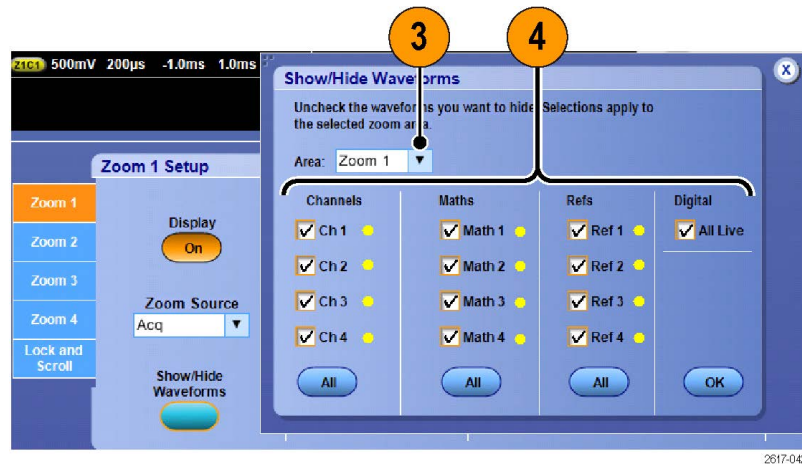 3
4
Z1C1 500mV 200µs -1.0ms 1.0ms
Show/Hide Waveforms
X
Uncheck the waveforms you want to hide. Selections apply to
the selected zoom area.
Area: Zoom 1
Zoom 1 Setup
Zoom 1
Zoom 2
Zoom 3
Zoom 4
Lock and
Scroll
Display
On
Zoom Source
Acq
Show/Hide
Waveforms
Channels Maths Refs Digital
Ch 1 Math 1 Ref 1 All Live
Ch 2 Math 2 Ref 2
Ch 3 Math 3 Ref 3
Ch 4 Math 4 Ref 4
All All All OK